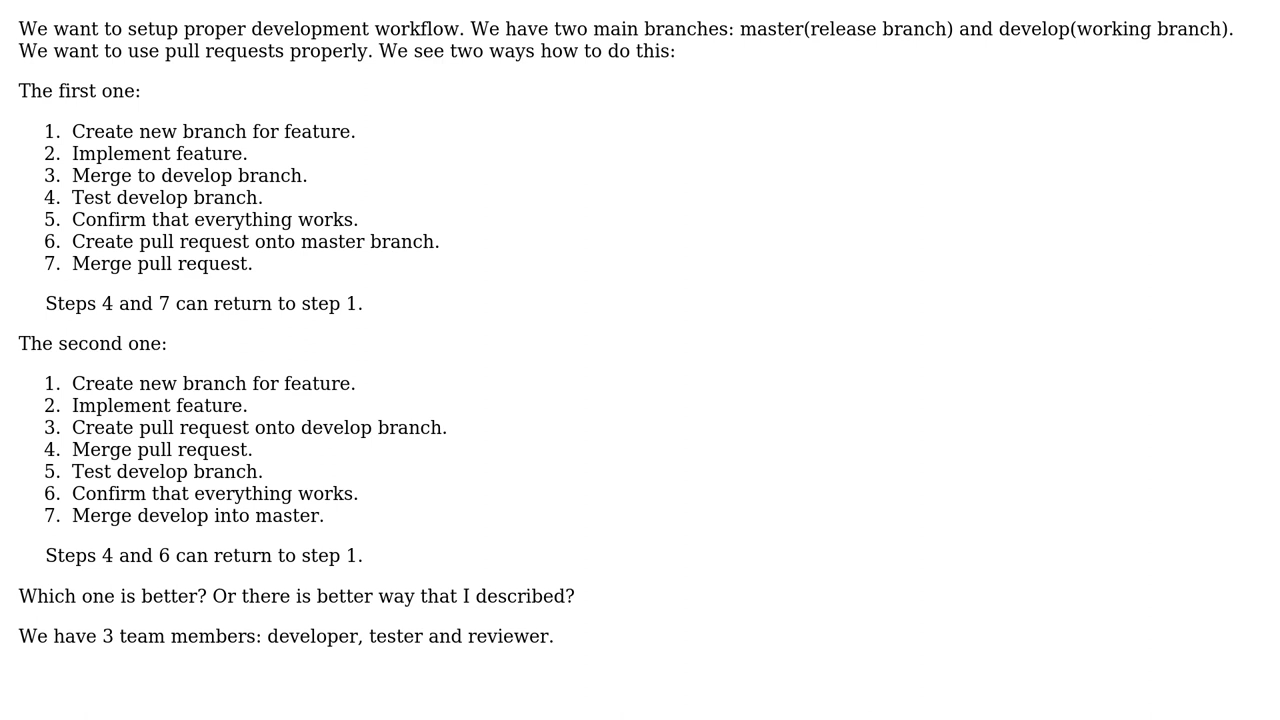 We want to setup proper development workflow. We have two main branches: master(release branch) and develop(working branch).
We want to use pull requests properly. We see two ways how to do this:
The first one:
1. Create new branch for feature.
2. Implement feature.
3. Merge to develop branch.
4. Test develop branch.
5. Confirm that everything works.
6. Create pull request onto master branch.
7. Merge pull request.
Steps 4 and 7 can return to step 1.
The second one:
1. Create new branch for feature.
2. Implement feature.
3. Create pull request onto develop branch.
4. Merge pull request.
5. Test develop branch.
6. Confirm that everything works.
7. Merge develop into master.
Steps 4 and 6 can return to step 1.
Which one is better? Or there is better way that I described?
We have 3 team members: developer, tester and reviewer.